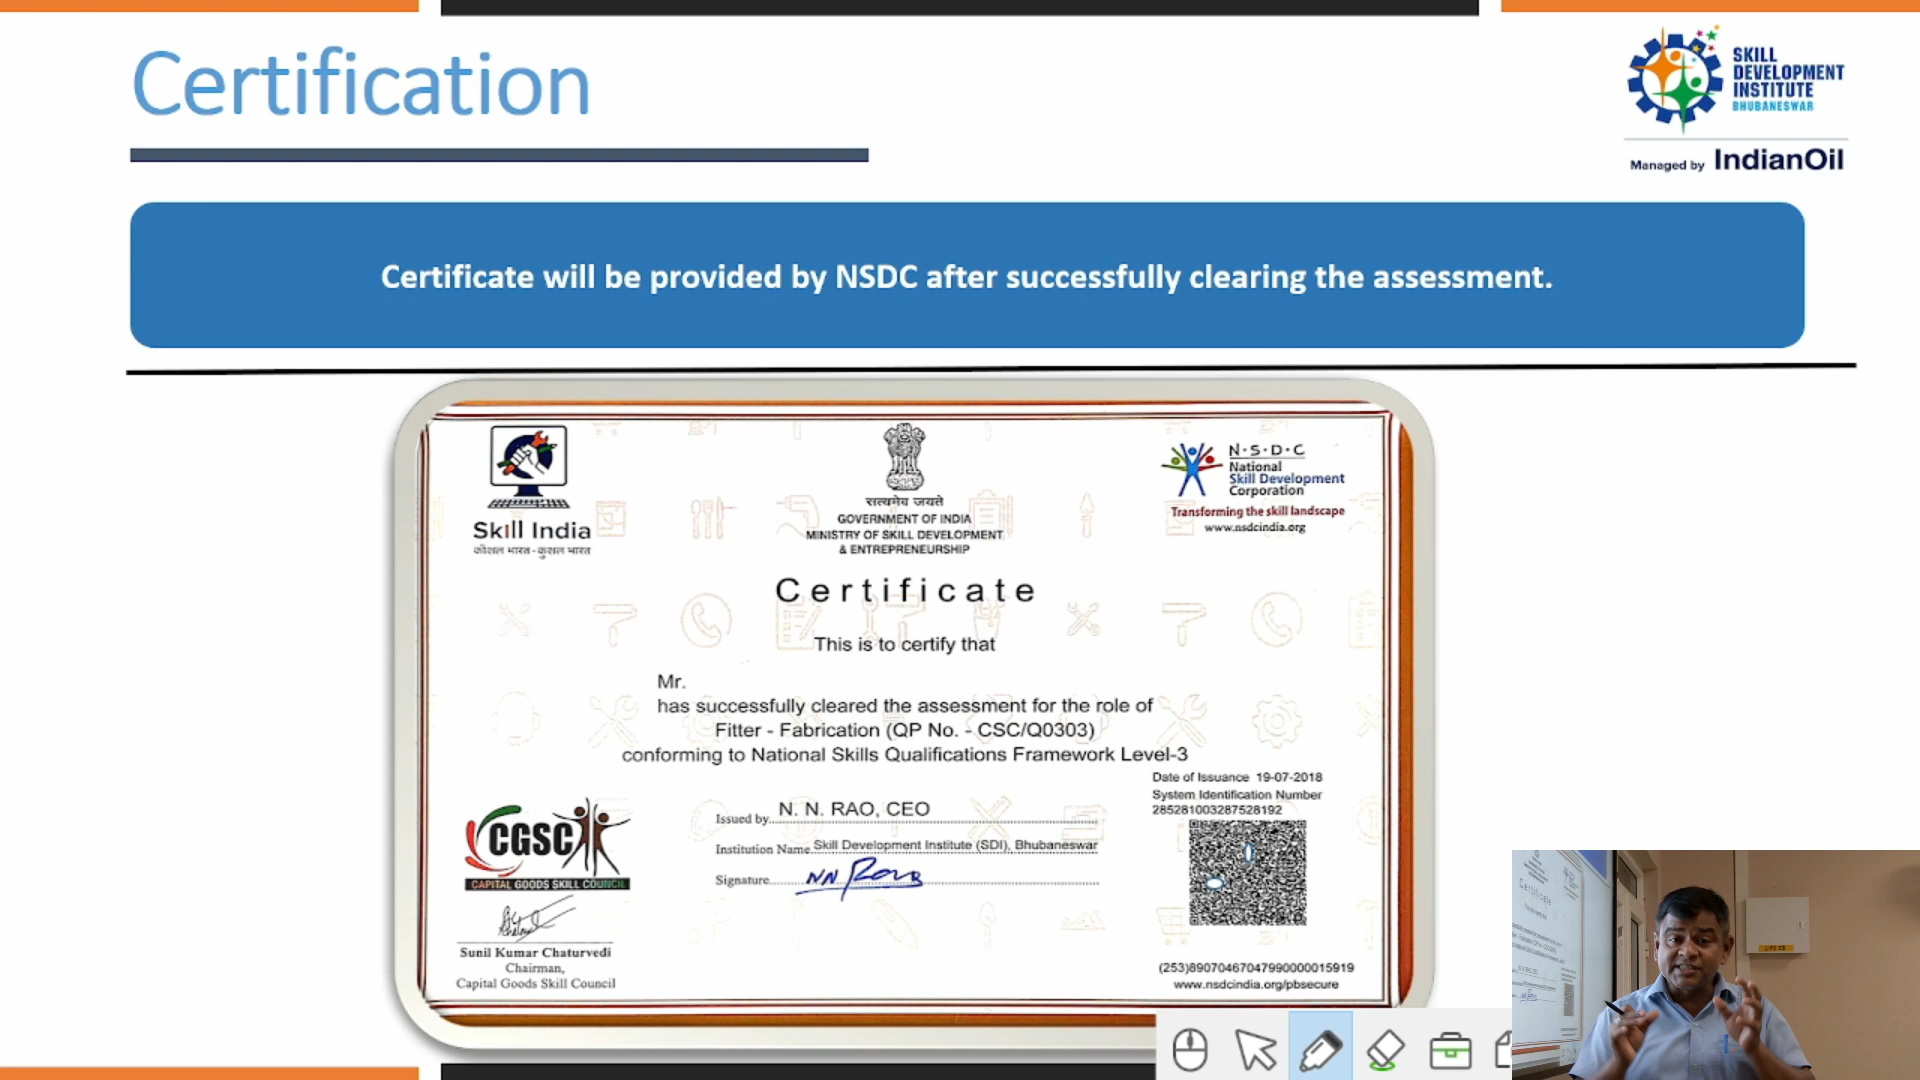 Certification
SKILL
DEVELOPMENT
INSTITUTE
BHUBANESWAR
Managed by IndianOil
Certificate will be provided by NSDC after successfully clearing the assessment.
Skill India
कौशल भारत - कुशल भारत
सत्यमेव जयते
GOVERNMENT OF INDIA
MINISTRY OF SKILL DEVELOPMENT
& ENTREPRENEURSHIP
N·S·D·C
National
Skill Development
Corporation
Transforming the skill landscape
www.nsdcindia.org
Certificate
This is to certify that
Mr.
has successfully cleared the assessment for the role of
Fitter - Fabrication (QP No. - CSC/Q0303)
conforming to National Skills Qualifications Framework Level-3
Date of Issuance 19-07-2018
System Identification Number
285281003287528192
Issued by N. N. RAO, CEO
Institution Name Skill Development Institute (SDI), Bhubaneswar
Signature NN Rao
CGSC
CAPITAL GOODS SKILL COUNCIL
Sunil Kumar Chaturvedi
Chairman,
Capital Goods Skill Council
(253)89070467047990000015919
www.nsdcindia.org/pbsecure